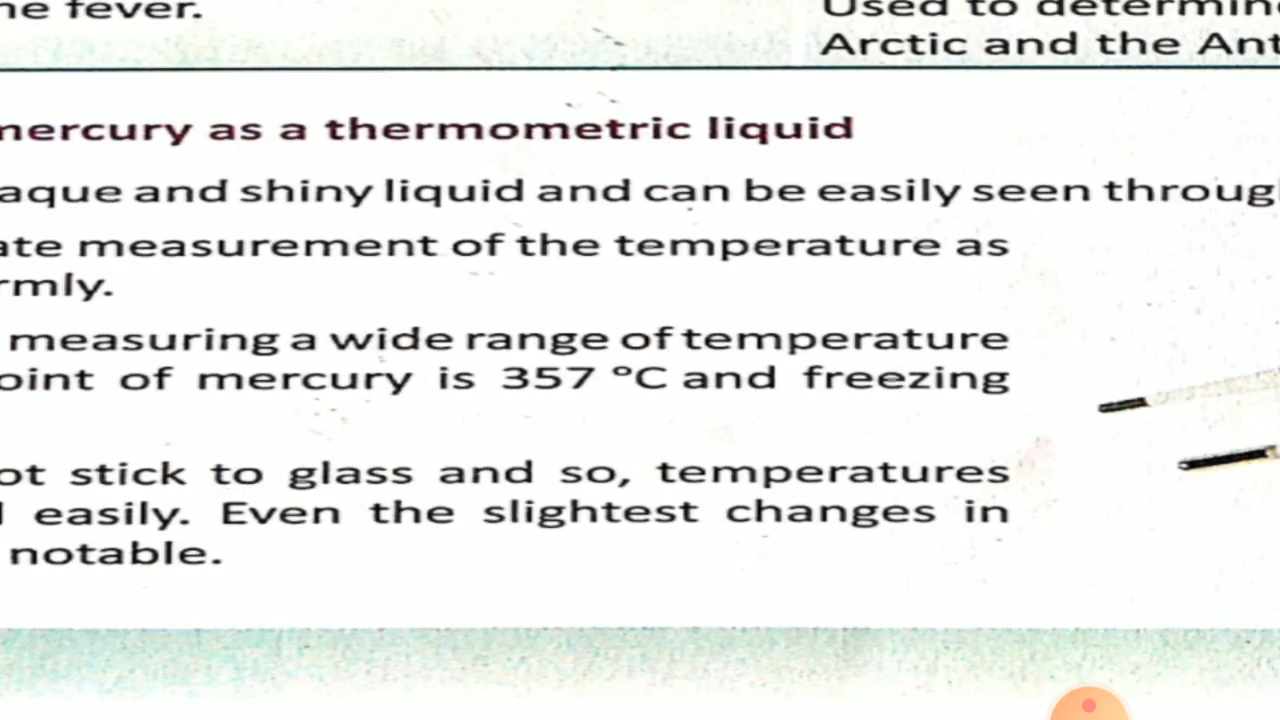 he fever.
Used to determine
Arctic and the Ant
mercury as a thermometric liquid
aque and shiny liquid and can be easily seen through
ate measurement of the temperature as
rmly.
measuring a wide range of temperature
oint of mercury is 357 °C and freezing
ot stick to glass and so, temperatures
easily. Even the slightest changes in
notable.